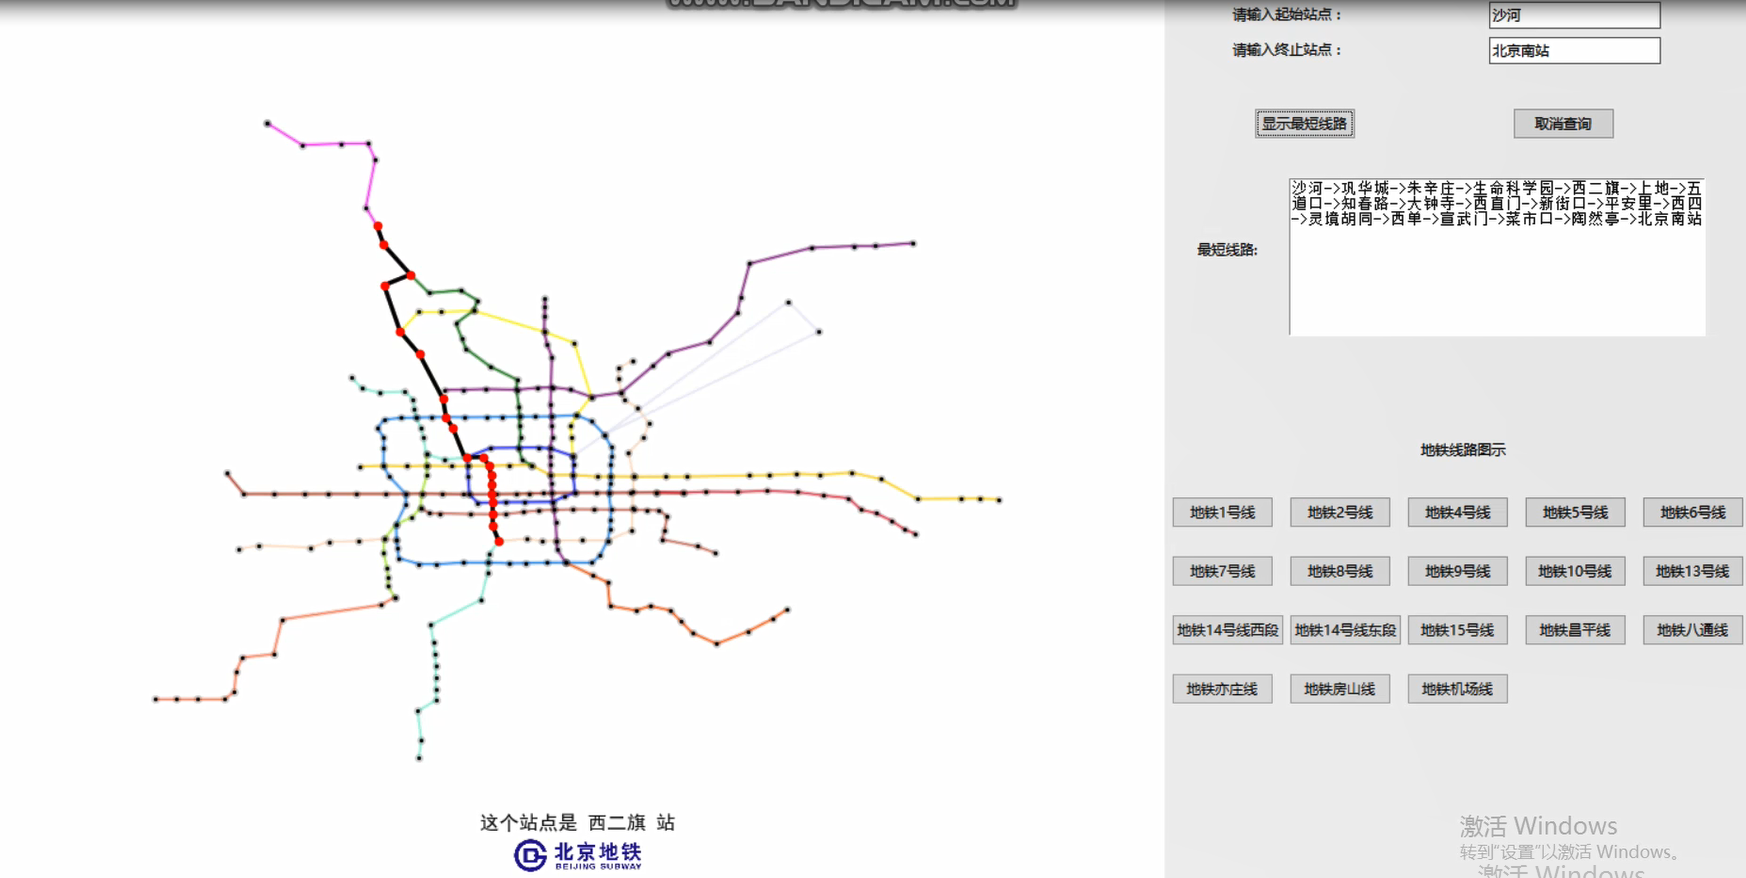 www.BANDICAM.com
请输入起始站点：
沙河
请输入终止站点：
北京南站
显示最短线路
取消查询
最短线路:
沙河->巩华城->朱辛庄->生命科学园->西二旗->上地->五
道口->知春路->大钟寺->西直门->新街口->平安里->西四
->灵境胡同->西单->宣武门->菜市口->陶然亭->北京南站
地铁线路图示
地铁1号线
地铁2号线
地铁4号线
地铁5号线
地铁6号线
地铁7号线
地铁8号线
地铁9号线
地铁10号线
地铁13号线
地铁14号线西段
地铁14号线东段
地铁15号线
地铁昌平线
地铁八通线
地铁亦庄线
地铁房山线
地铁机场线
这个站点是 西二旗 站
北京地铁
BEIJING SUBWAY
激活 Windows
转到"设置"以激活 Windows。
激活 Windows